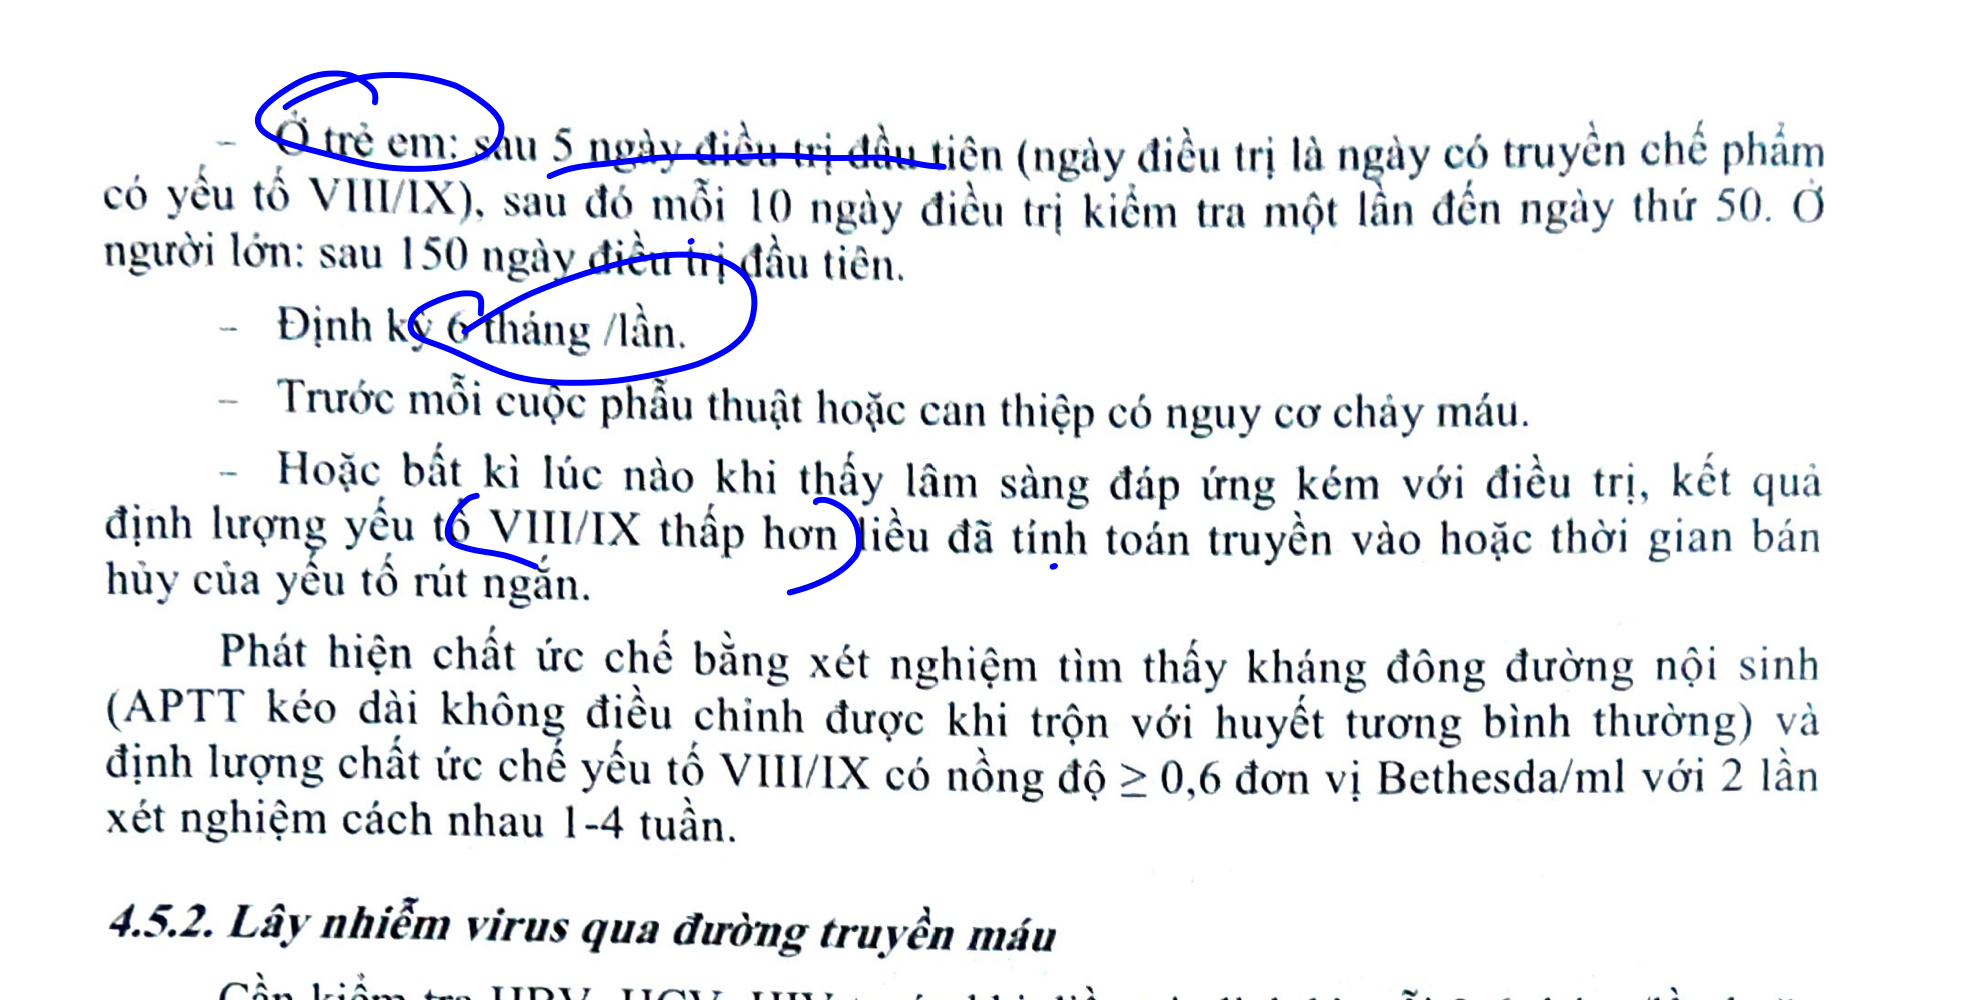 – Ở trẻ em: sau 5 ngày điều trị đầu tiên (ngày điều trị là ngày có truyền chế phẩm
có yếu tố VIII/IX), sau đó mỗi 10 ngày điều trị kiểm tra một lần đến ngày thứ 50. Ở
người lớn: sau 150 ngày điều trị đầu tiên.
– Định kỳ 6 tháng /lần.
– Trước mỗi cuộc phẫu thuật hoặc can thiệp có nguy cơ chảy máu.
– Hoặc bất kì lúc nào khi thấy lâm sàng đáp ứng kém với điều trị, kết quả
định lượng yếu tố VIII/IX thấp hơn liều đã tính toán truyền vào hoặc thời gian bán
hủy của yếu tố rút ngắn.
Phát hiện chất ức chế bằng xét nghiệm tìm thấy kháng đông đường nội sinh
(APTT kéo dài không điều chỉnh được khi trộn với huyết tương bình thường) và
định lượng chất ức chế yếu tố VIII/IX có nồng độ ≥ 0,6 đơn vị Bethesda/ml với 2 lần
xét nghiệm cách nhau 1-4 tuần.
4.5.2. Lây nhiễm virus qua đường truyền máu
Cần kiểm tra HBV, HCV, HIV